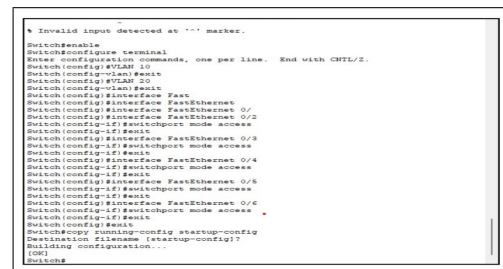 ^
% Invalid input detected at '^' marker.
Switch#enable
Switch#configure terminal
Enter configuration commands, one per line. End with CNTL/Z.
Switch(config)#VLAN 10
Switch(config-vlan)#exit
Switch(config)#VLAN 20
Switch(config-vlan)#exit
Switch(config)#interface Fast
Switch(config)#interface FastEthernet
Switch(config)#interface FastEthernet 0/
Switch(config)#interface FastEthernet 0/2
Switch(config-if)#switchport mode access
Switch(config-if)#exit
Switch(config)#interface FastEthernet 0/3
Switch(config-if)#switchport mode access
Switch(config-if)#exit
Switch(config)#interface FastEthernet 0/4
Switch(config-if)#switchport mode access
Switch(config-if)#exit
Switch(config)#interface FastEthernet 0/5
Switch(config-if)#switchport mode access
Switch(config-if)#exit
Switch(config)#interface FastEthernet 0/6
Switch(config-if)#switchport mode access
Switch(config-if)#exit
Switch(config)#exit
Switch#copy running-config startup-config
Destination filename [startup-config]?
Building configuration...
[OK]
Switch#